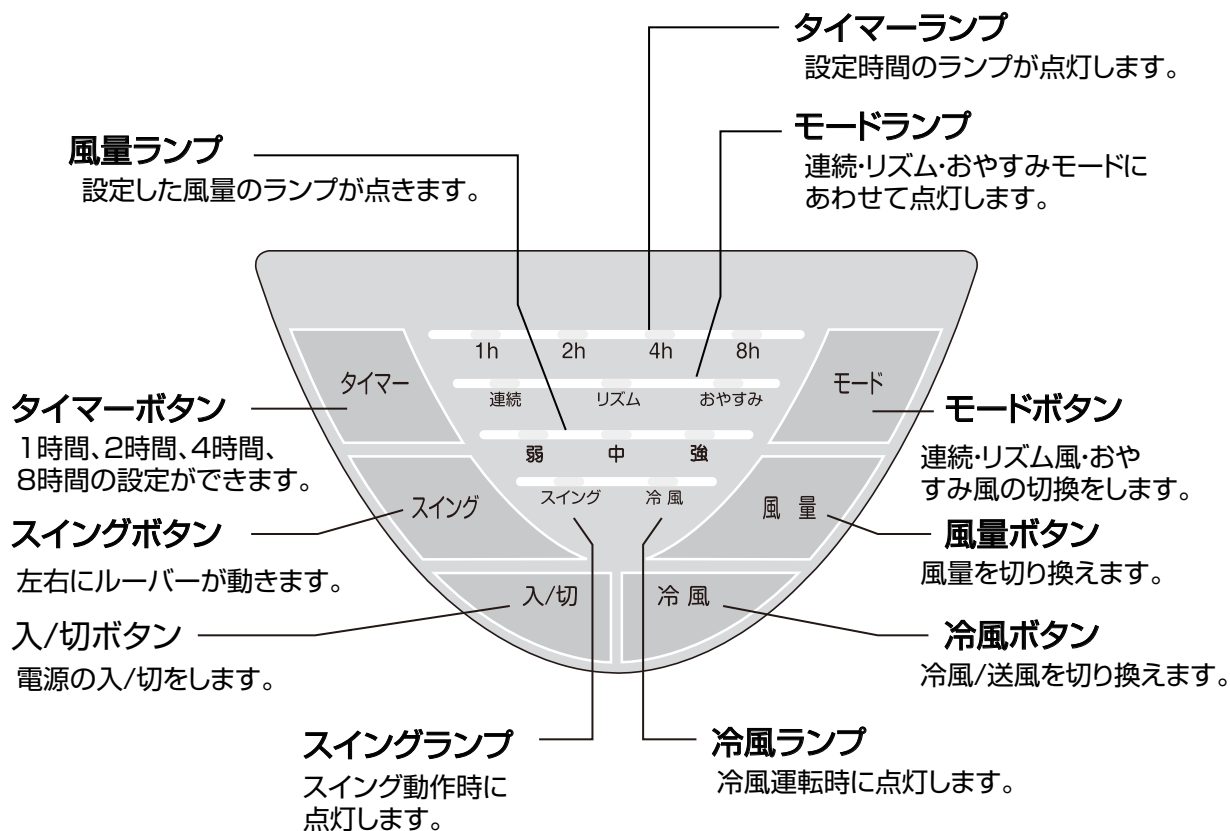 タイマーランプ
設定時間のランプが点灯します。
モードランプ
連続・リズム・おやすみモードに
あわせて点灯します。
風量ランプ
設定した風量のランプが点きます。
1h 2h 4h 8h
連続 リズム おやすみ
弱 中 強
スイング 冷風
タイマー
モード
スイング
風量
入/切
冷風
タイマーボタン
1時間、2時間、4時間、
8時間の設定ができます。
スイングボタン
左右にルーバーが動きます。
入/切ボタン
電源の入/切をします。
モードボタン
連続・リズム風・おや
すみ風の切換をします。
風量ボタン
風量を切り換えます。
冷風ボタン
冷風/送風を切り換えます。
スイングランプ
スイング動作時に
点灯します。
冷風ランプ
冷風運転時に点灯します。